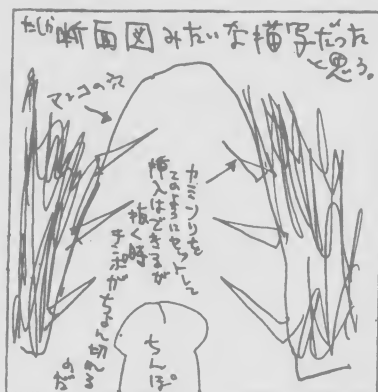 たしか断面図みたいな描写だった
と思う。
マンコの穴
カミソリを
このようにセットして
挿入はできるが
抜く時
チンポがちょん切れる
のだ
ちんぽ。